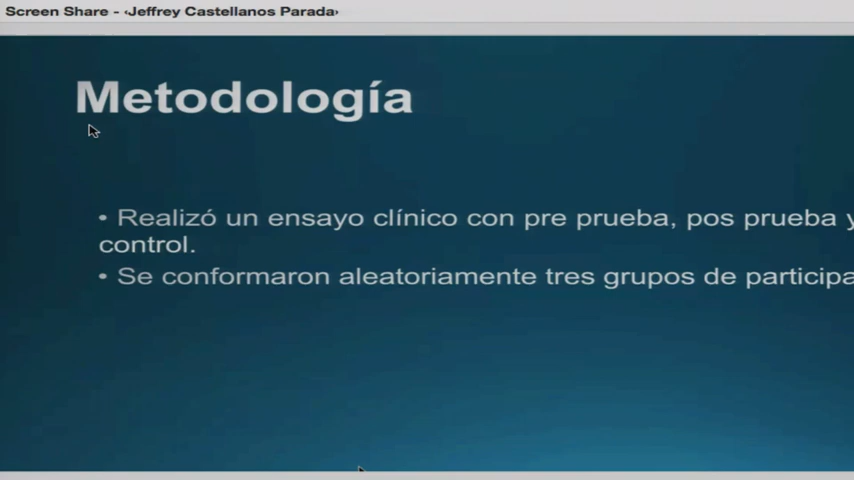 Screen Share - ‹Jeffrey Castellanos Parada›
Metodología
• Realizó un ensayo clínico con pre prueba, pos prueba y
control.
• Se conformaron aleatoriamente tres grupos de